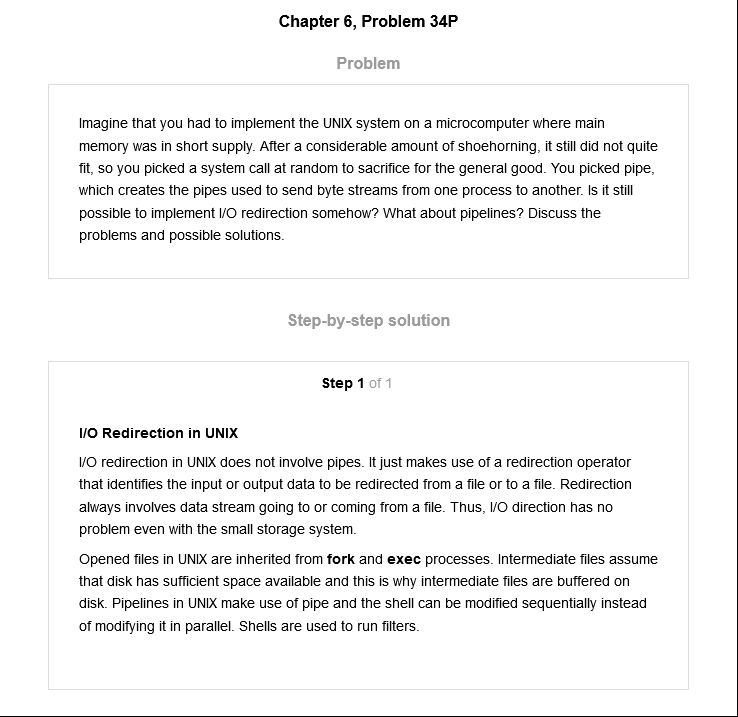 Chapter 6, Problem 34P
Problem
Imagine that you had to implement the UNIX system on a microcomputer where main
memory was in short supply. After a considerable amount of shoehorning, it still did not quite
fit, so you picked a system call at random to sacrifice for the general good. You picked pipe,
which creates the pipes used to send byte streams from one process to another. Is it still
possible to implement I/O redirection somehow? What about pipelines? Discuss the
problems and possible solutions.
Step-by-step solution
Step 1 of 1
I/O Redirection in UNIX
I/O redirection in UNIX does not involve pipes. It just makes use of a redirection operator
that identifies the input or output data to be redirected from a file or to a file. Redirection
always involves data stream going to or coming from a file. Thus, I/O direction has no
problem even with the small storage system.
Opened files in UNIX are inherited from fork and exec processes. Intermediate files assume
that disk has sufficient space available and this is why intermediate files are buffered on
disk. Pipelines in UNIX make use of pipe and the shell can be modified sequentially instead
of modifying it in parallel. Shells are used to run filters.